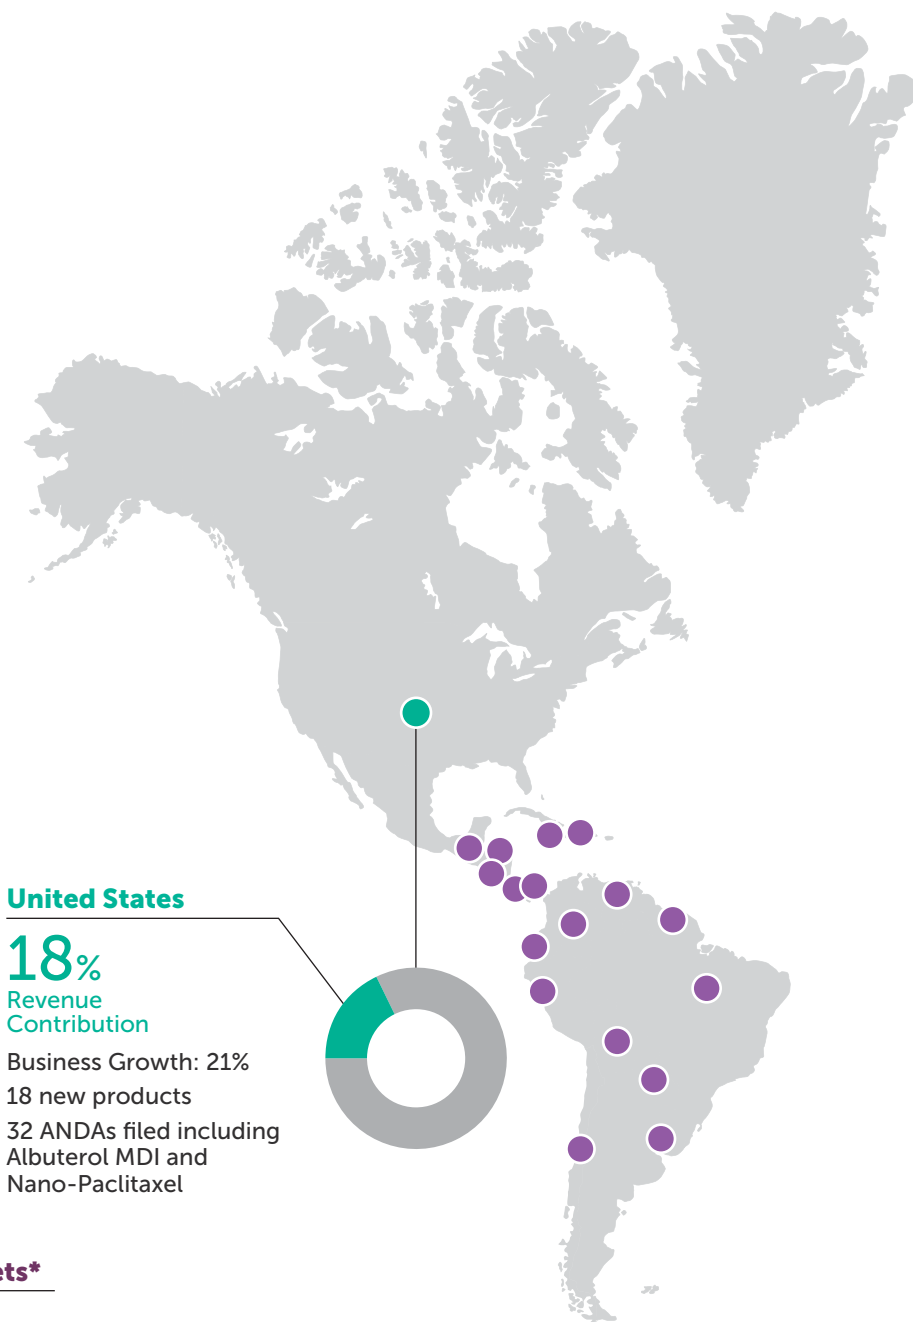 United States
18%
Revenue
Contribution
Business Growth: 21%
18 new products
32 ANDAs filed including
Albuterol MDI and
Nano-Paclitaxel
ets*